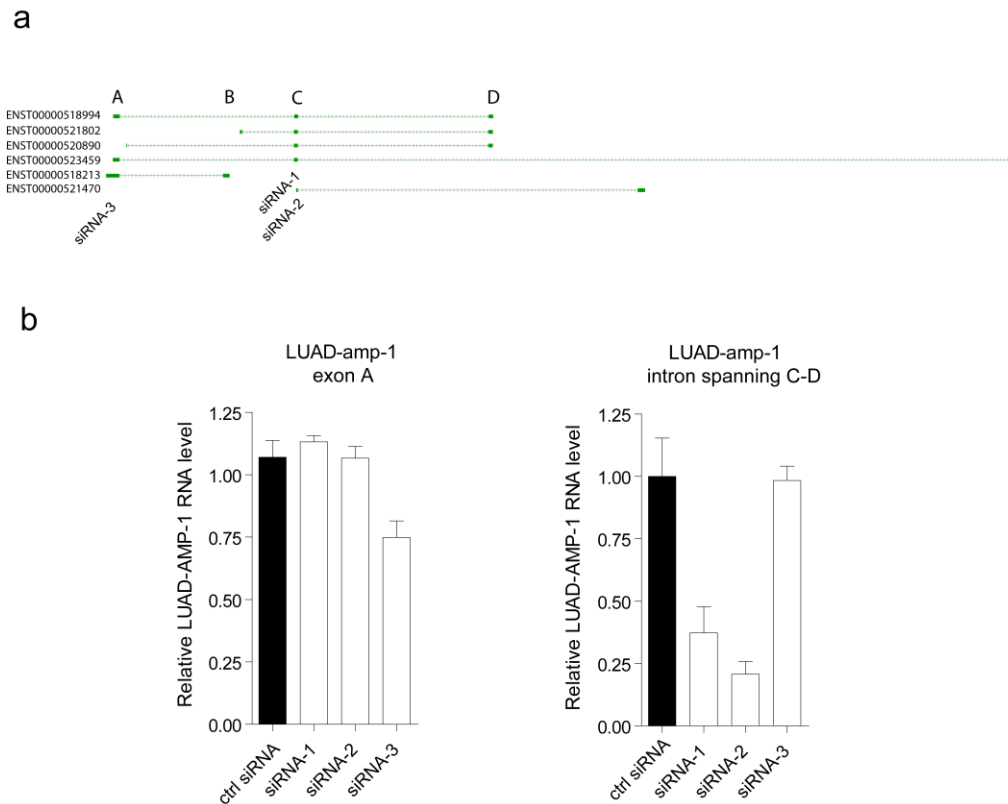 a
A B C D
ENST00000518994
ENST00000521802
ENST00000520890
ENST00000523459
ENST00000518213
ENST00000521470
siRNA-1
siRNA-2
siRNA-3
b
LUAD-amp-1
exon A
Relative LUAD-AMP-1 RNA level
1.25
1.00
0.75
0.50
0.25
0.00
ctrl siRNA
siRNA-1
siRNA-2
siRNA-3
LUAD-amp-1
intron spanning C-D
Relative LUAD-AMP-1 RNA level
1.25
1.00
0.75
0.50
0.25
0.00
ctrl siRNA
siRNA-1
siRNA-2
siRNA-3